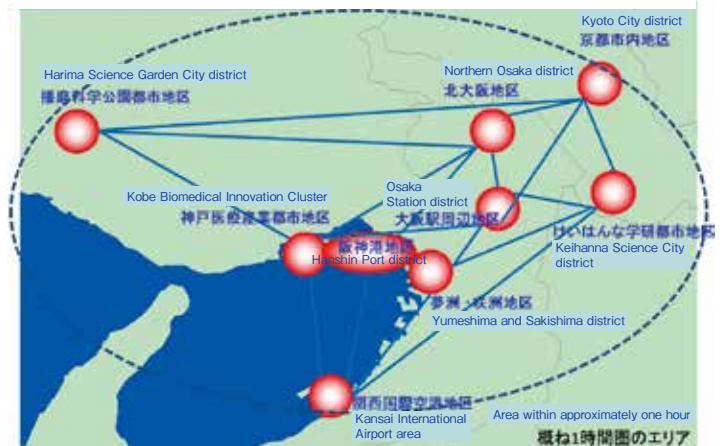 Kyoto City district
京都市内地区
Harima Science Garden City district
播磨科学公園都市地区
Northern Osaka district
北大阪地区
Kobe Biomedical Innovation Cluster
神戸医療産業都市地区
Osaka
Station district
大阪駅周辺地区
けいはんな学研都市地区
Keihanna Science City
district
阪神港地区
Hanshin Port district
夢洲・咲洲地区
Yumeshima and Sakishima district
関西国際空港地区
Kansai International
Airport area
Area within approximately one hour
概ね1時間圏のエリア